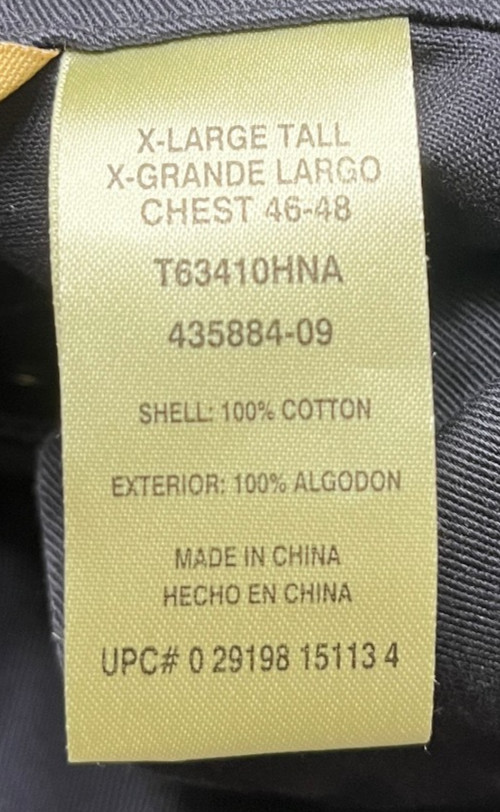 X-LARGE TALL
X-GRANDE LARGO
CHEST 46-48
T63410HNA
435884-09
SHELL: 100% COTTON
EXTERIOR: 100% ALGODON
MADE IN CHINA
HECHO EN CHINA
UPC# 0 29198 15113 4